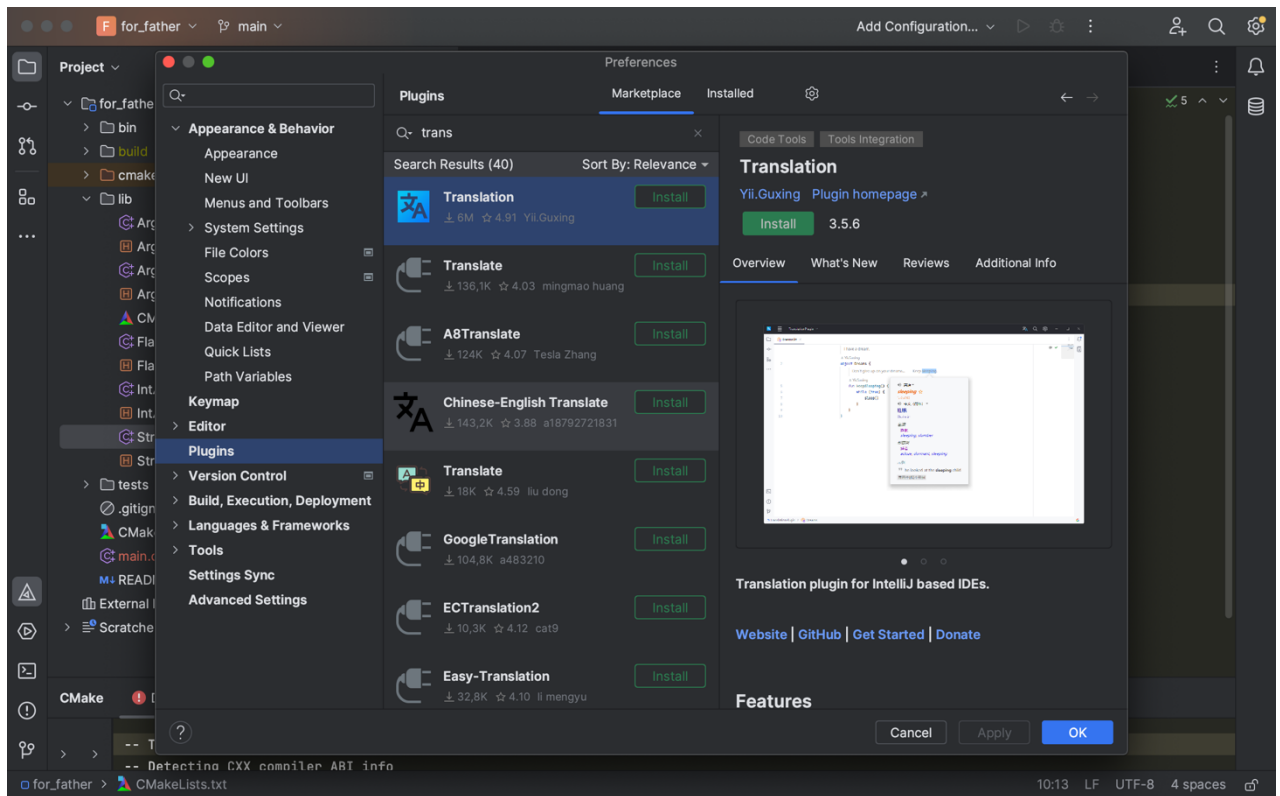 F for_father main Add Configuration...
Project
for_fathe
bin
build
cmake
lib
Arg
Arg
Arg
Arg
CM
Fla
Fla
Int.
Int.
Str
Str
tests
.gitign
CMak
main.c
READI
External l
Scratche
CMake
-- T
-- Detecting CXX compiler ABI info
Preferences
Appearance & Behavior
Appearance
New UI
Menus and Toolbars
System Settings
File Colors
Scopes
Notifications
Data Editor and Viewer
Quick Lists
Path Variables
Keymap
Editor
Plugins
Version Control
Build, Execution, Deployment
Languages & Frameworks
Tools
Settings Sync
Advanced Settings
Plugins Marketplace Installed
trans
Search Results (40) Sort By: Relevance
Translation Install
6M 4.91 Yii.Guxing
Translate Install
136,1K 4.03 mingmao huang
A8Translate Install
124K 4.07 Tesla Zhang
Chinese-English Translate Install
143,2K 3.88 a18792721831
Translate Install
18K 4.59 liu dong
GoogleTranslation Install
104,8K a483210
ECTranslation2 Install
10,3K 4.12 cat9
Easy-Translation Install
32,8K 4.10 li mengyu
Code Tools Tools Integration
Translation
Yii.Guxing Plugin homepage
Install 3.5.6
Overview What's New Reviews Additional Info
Translation plugin for IntelliJ based IDEs.
Website | GitHub | Get Started | Donate
Features
? Cancel Apply OK
5
for_father > CMakeLists.txt 10:13 LF UTF-8 4 spaces